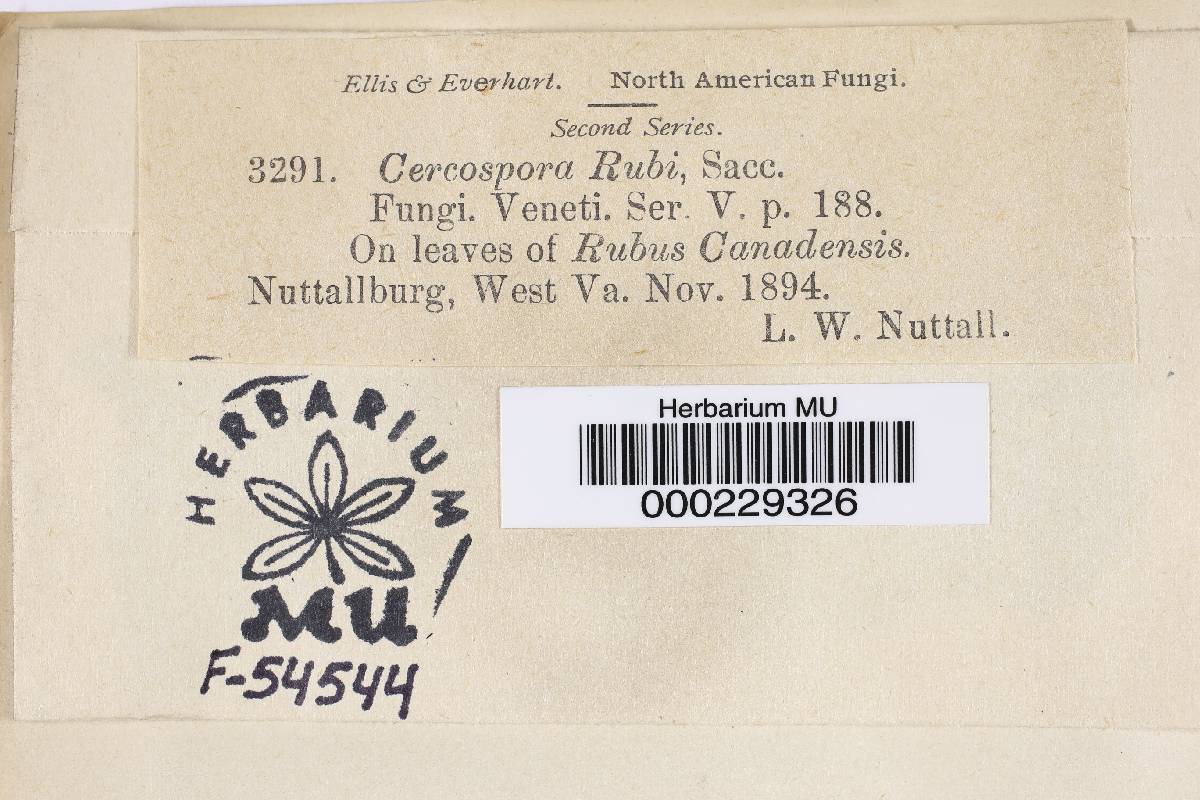 Ellis & Everhart. North American Fungi.
Second Series.
3291. Cercospora Rubi, Sacc.
Fungi. Veneti. Ser. V. p. 188.
On leaves of Rubus Canadensis.
Nuttallburg, West Va. Nov. 1894.
L. W. Nuttall.
HERBARIUM
MU
F-54544
Herbarium MU
000229326